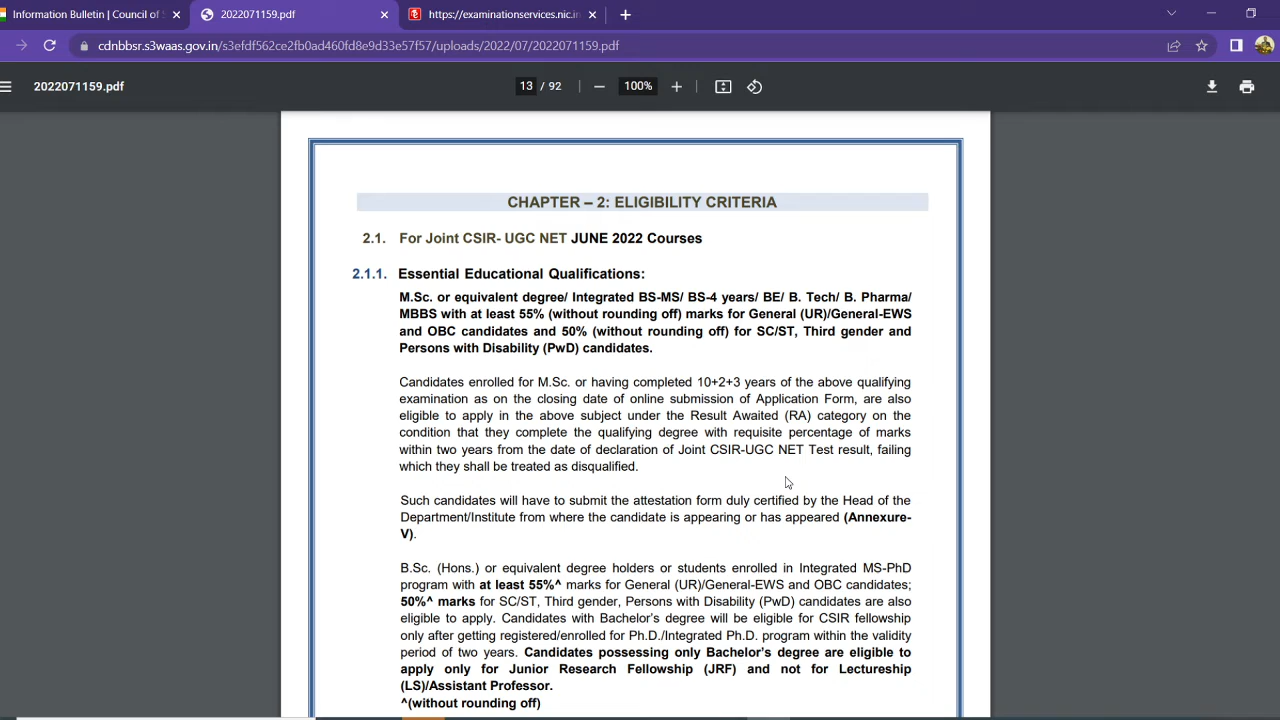 Information Bulletin | Council of
2022071159.pdf
https://examinationservices.nic.in
cdnbbsr.s3waas.gov.in/s3efdf562ce2fb0ad460fd8e9d33e57f57/uploads/2022/07/2022071159.pdf
2022071159.pdf
13 / 92
100%
CHAPTER – 2: ELIGIBILITY CRITERIA
2.1. For Joint CSIR- UGC NET JUNE 2022 Courses
2.1.1. Essential Educational Qualifications:
M.Sc. or equivalent degree/ Integrated BS-MS/ BS-4 years/ BE/ B. Tech/ B. Pharma/
MBBS with at least 55% (without rounding off) marks for General (UR)/General-EWS
and OBC candidates and 50% (without rounding off) for SC/ST, Third gender and
Persons with Disability (PwD) candidates.
Candidates enrolled for M.Sc. or having completed 10+2+3 years of the above qualifying
examination as on the closing date of online submission of Application Form, are also
eligible to apply in the above subject under the Result Awaited (RA) category on the
condition that they complete the qualifying degree with requisite percentage of marks
within two years from the date of declaration of Joint CSIR-UGC NET Test result, failing
which they shall be treated as disqualified.
Such candidates will have to submit the attestation form duly certified by the Head of the
Department/Institute from where the candidate is appearing or has appeared (Annexure-
V).
B.Sc. (Hons.) or equivalent degree holders or students enrolled in Integrated MS-PhD
program with at least 55%^ marks for General (UR)/General-EWS and OBC candidates;
50%^ marks for SC/ST, Third gender, Persons with Disability (PwD) candidates are also
eligible to apply. Candidates with Bachelor's degree will be eligible for CSIR fellowship
only after getting registered/enrolled for Ph.D./Integrated Ph.D. program within the validity
period of two years. Candidates possessing only Bachelor's degree are eligible to
apply only for Junior Research Fellowship (JRF) and not for Lectureship
(LS)/Assistant Professor.
^(without rounding off)